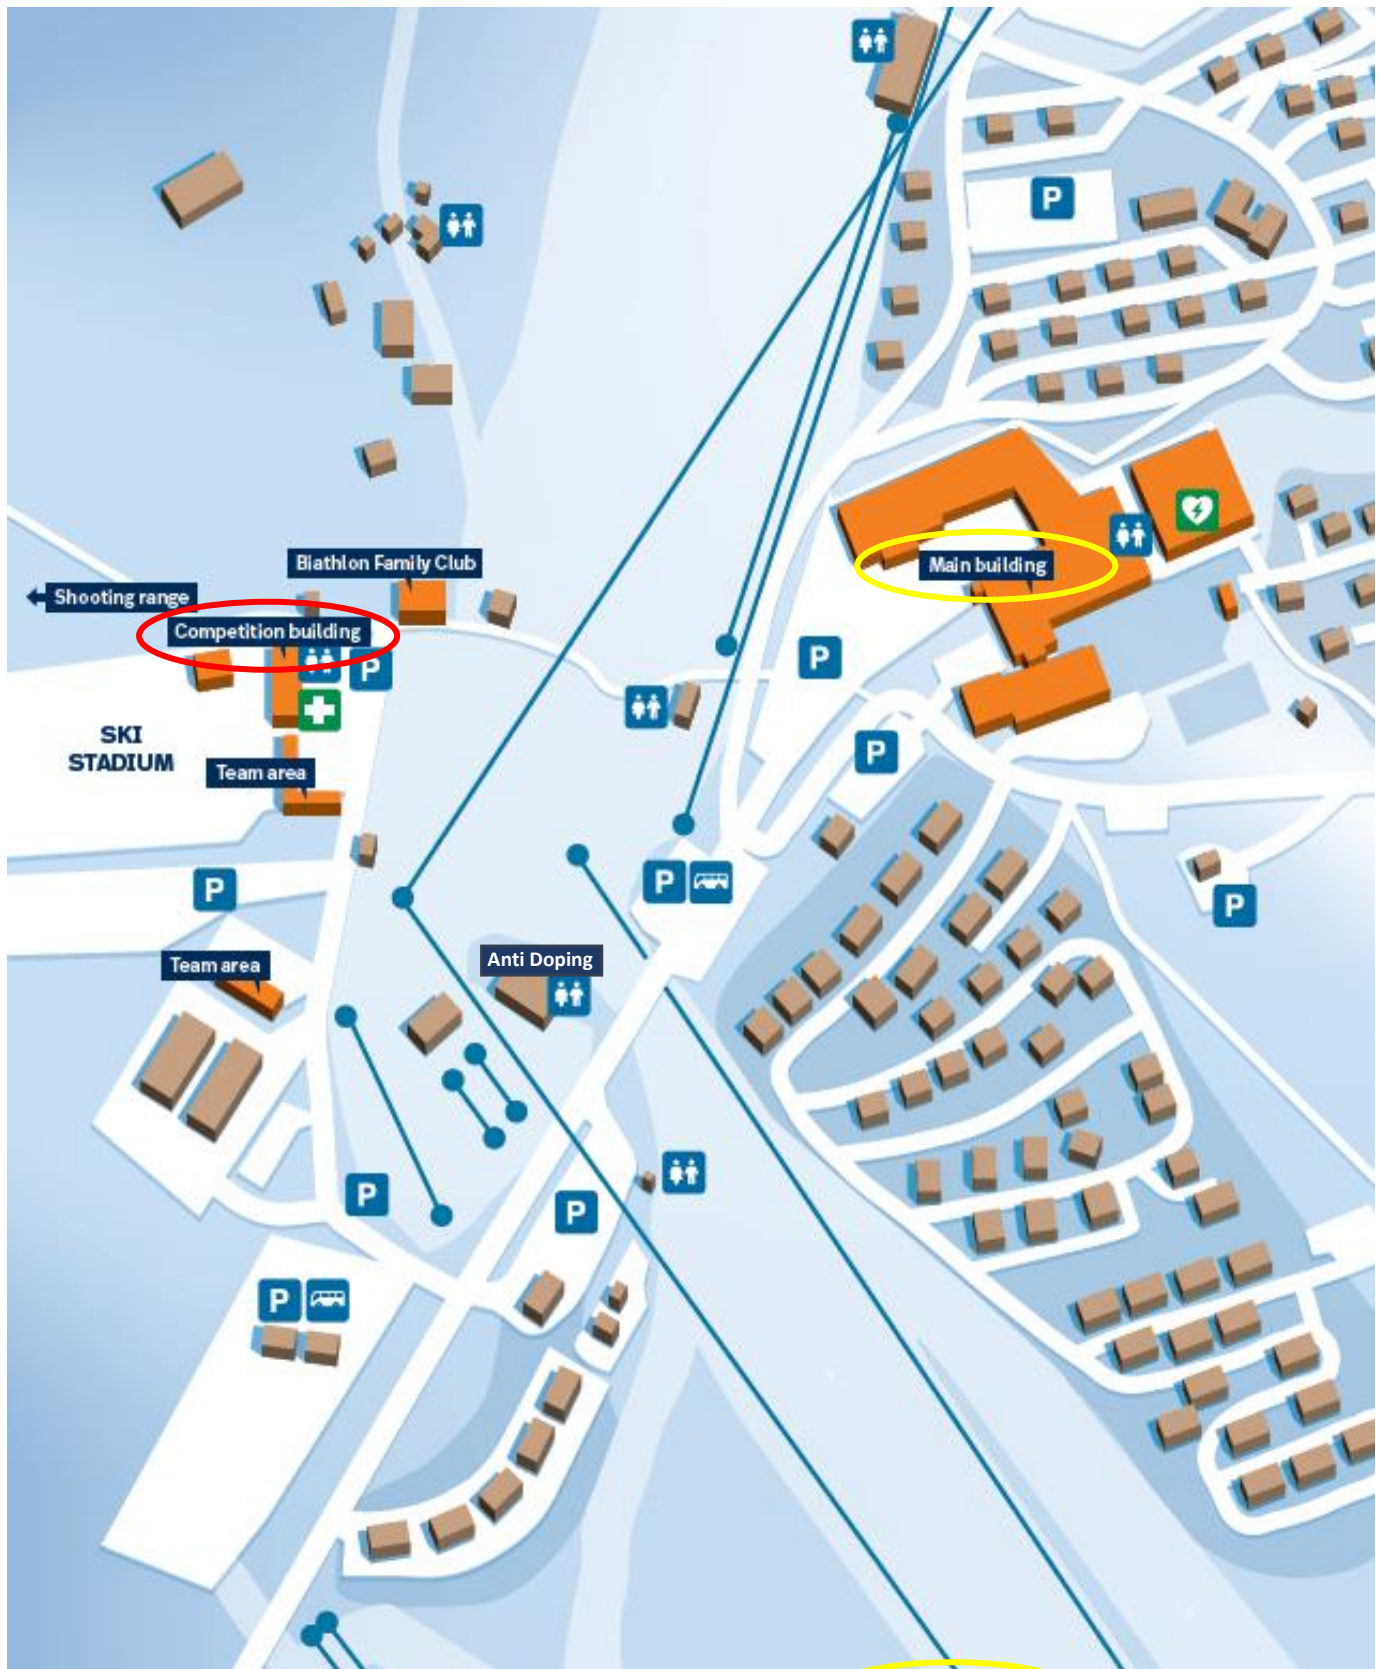 P
Biathlon Family Club
Main building
Shooting range
Competition building
P
P
SKI
STADIUM
P
Team area
P
P
P
Anti Doping
Team area
P
P
P